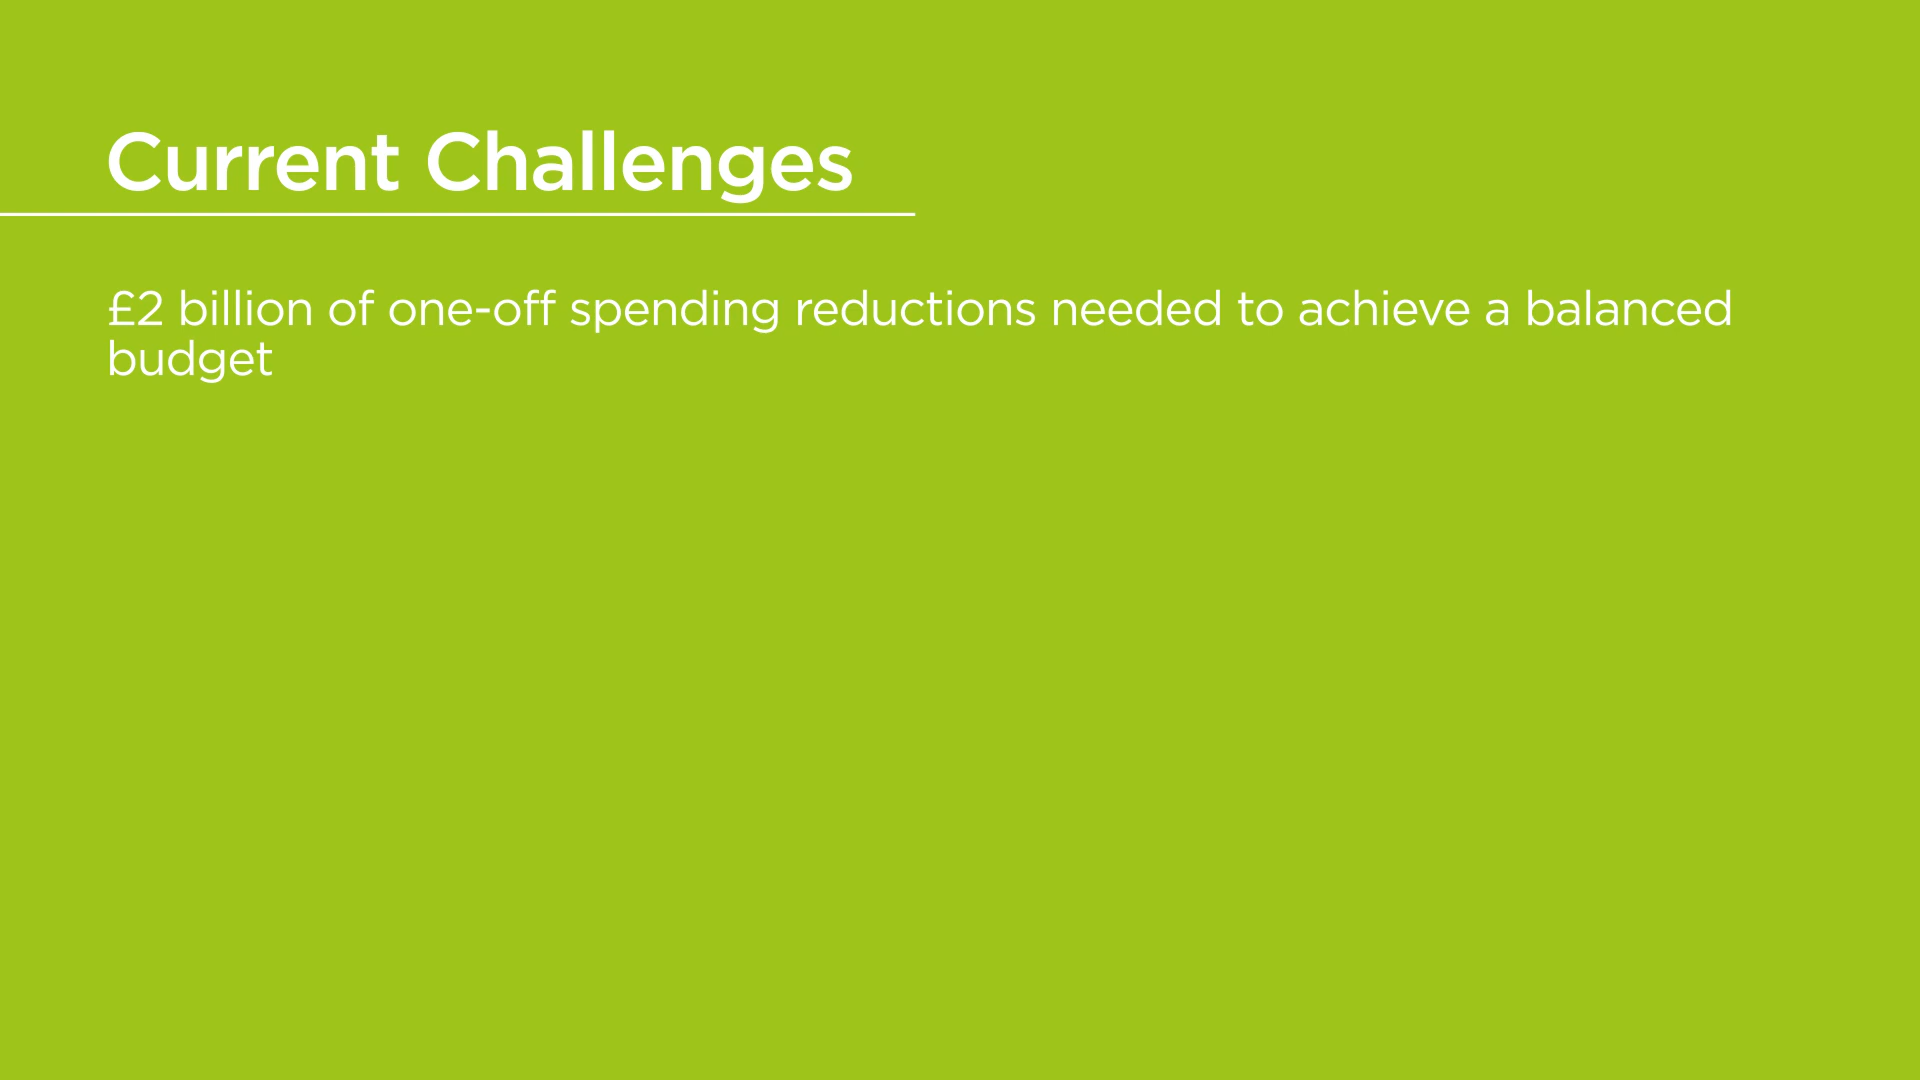 Current Challenges
£2 billion of one-off spending reductions needed to achieve a balanced
budget